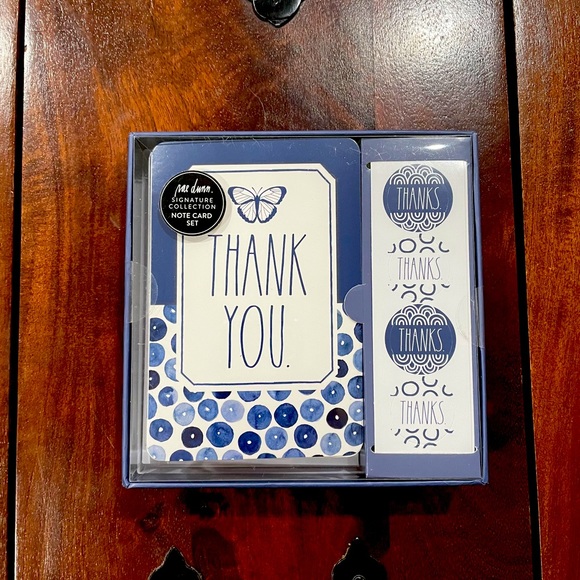 rae dunn.
SIGNATURE
COLLECTION
NOTE CARD
SET
THANK
YOU.
THANKS.
THANKS.
THANKS.
THANKS.